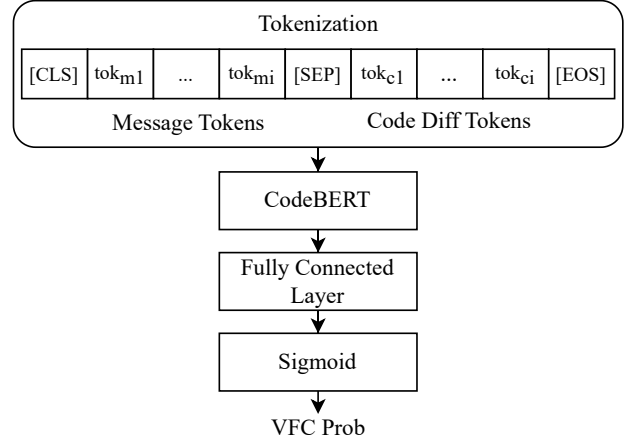 Tokenization
[CLS] tokm1 ... tokmi [SEP] tokc1 ... tokci [EOS]
Message Tokens Code Diff Tokens
CodeBERT
Fully Connected
Layer
Sigmoid
VFC Prob